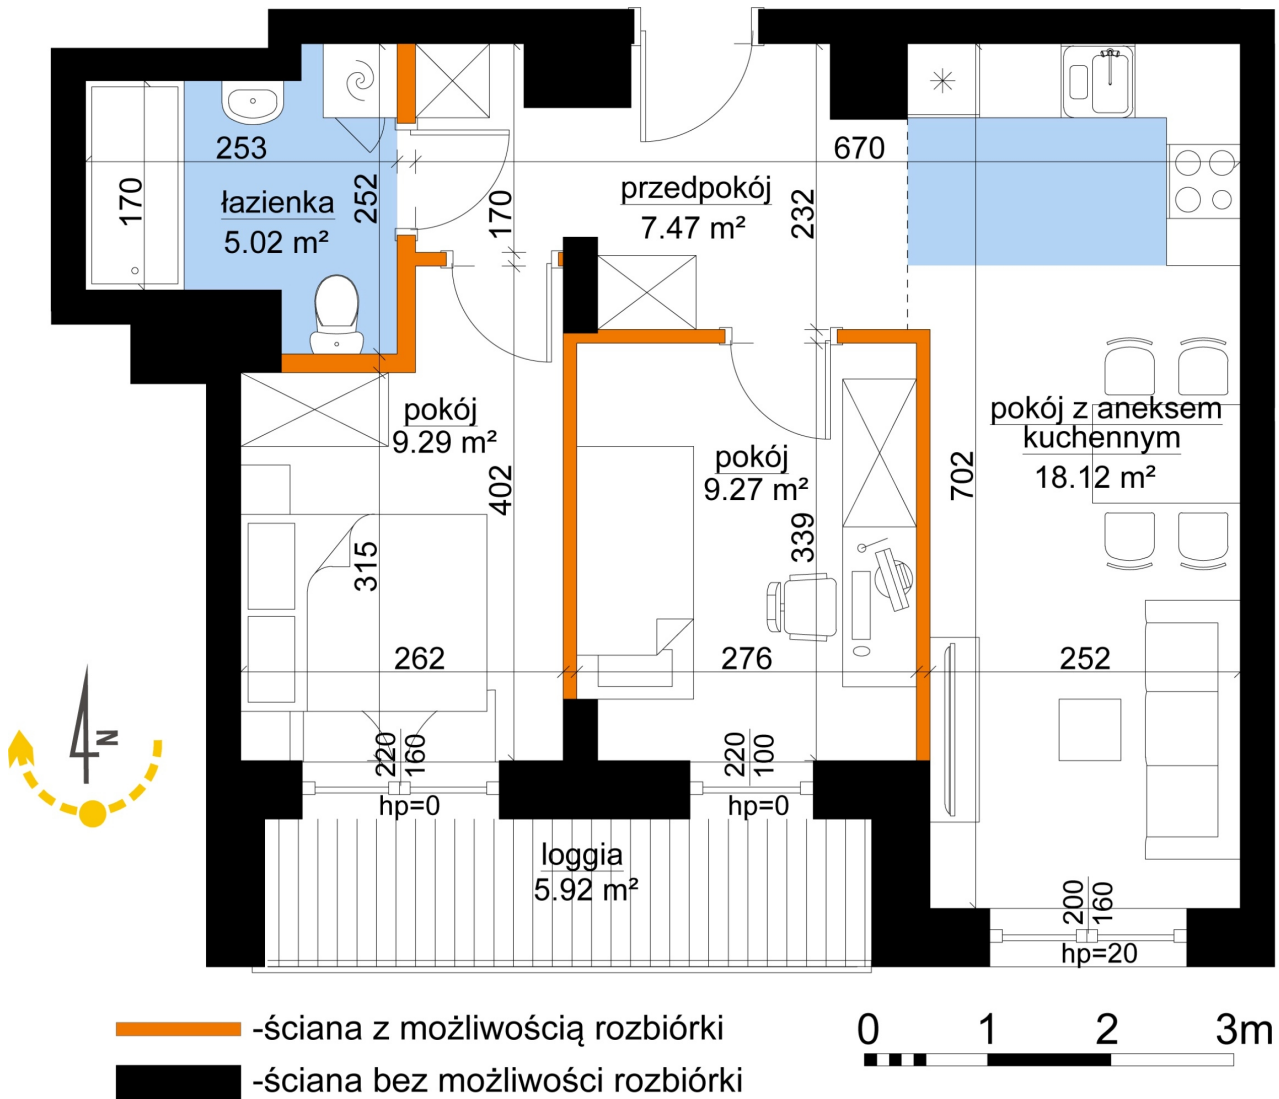 253
670
170
252
łazienka
5.02 m²
170
przedpokój
7.47 m²
232
pokój
9.29 m²
402
315
pokój
9.27 m²
339
702
pokój z aneksem
kuchennym
18.12 m²
262
276
252
N
220
160
hp=0
220
100
hp=0
loggia
5.92 m²
200
160
hp=20
-ściana z możliwością rozbiórki
0 1 2 3m
-ściana bez możliwości rozbiórki